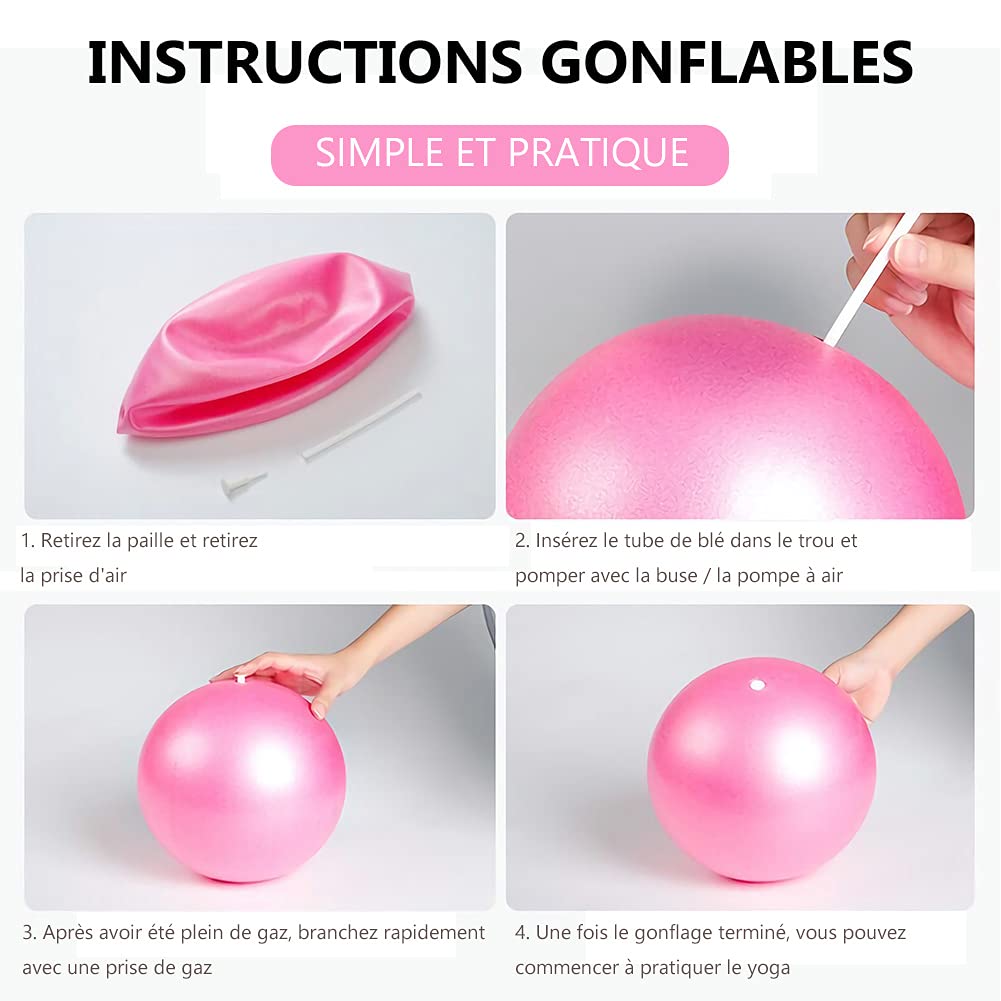 INSTRUCTIONS GONFLABLES
SIMPLE ET PRATIQUE
1. Retirez la paille et retirez
la prise d'air
2. Insérez le tube de blé dans le trou et
pomper avec la buse / la pompe à air
3. Après avoir été plein de gaz, branchez rapidement
avec une prise de gaz
4. Une fois le gonflage terminé, vous pouvez
commencer à pratiquer le yoga